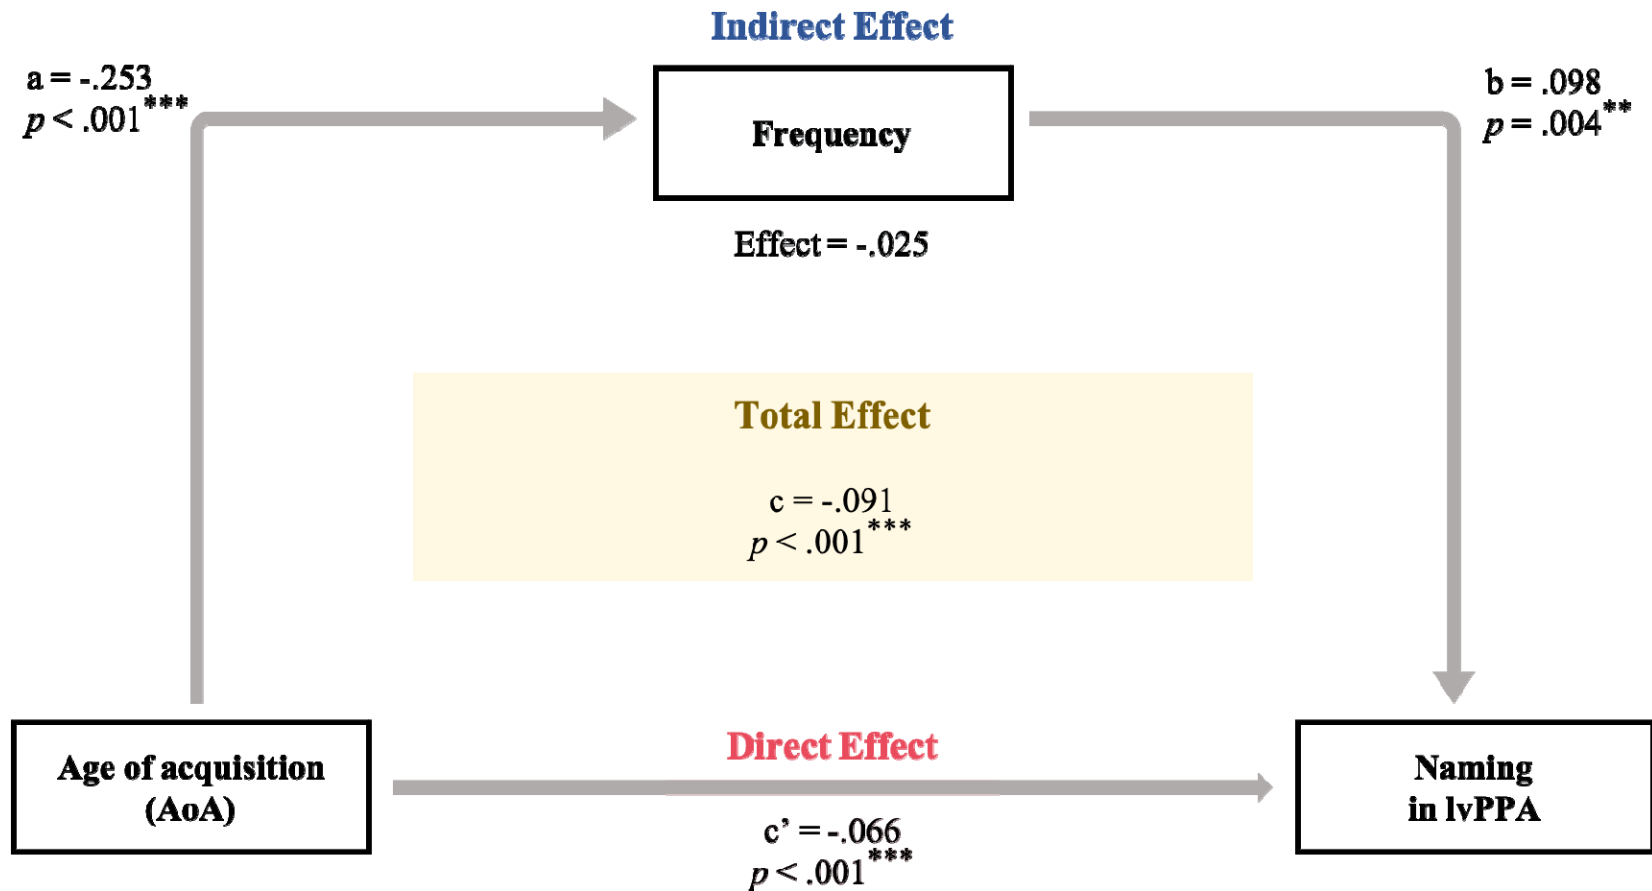 Indirect Effect
a = -.253
p < .001***
Frequency
b = .098
p = .004**
Effect = -.025
Total Effect
c = -.091
p < .001***
Age of acquisition
(AoA)
Direct Effect
c’ = -.066
p < .001***
Naming
in lvPPA